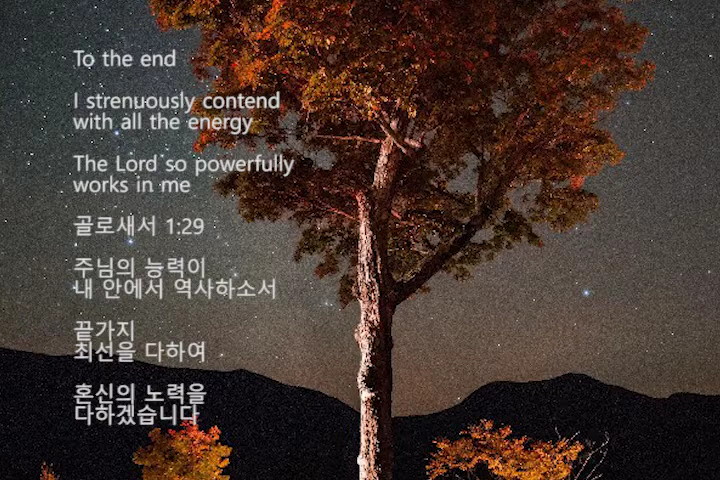 To the end
I strenuously contend
with all the energy
The Lord so powerfully
works in me
골로새서 1:29
주님의 능력이
내 안에서 역사하소서
끝가지
최선을 다하여
혼신의 노력을
다하겠습니다